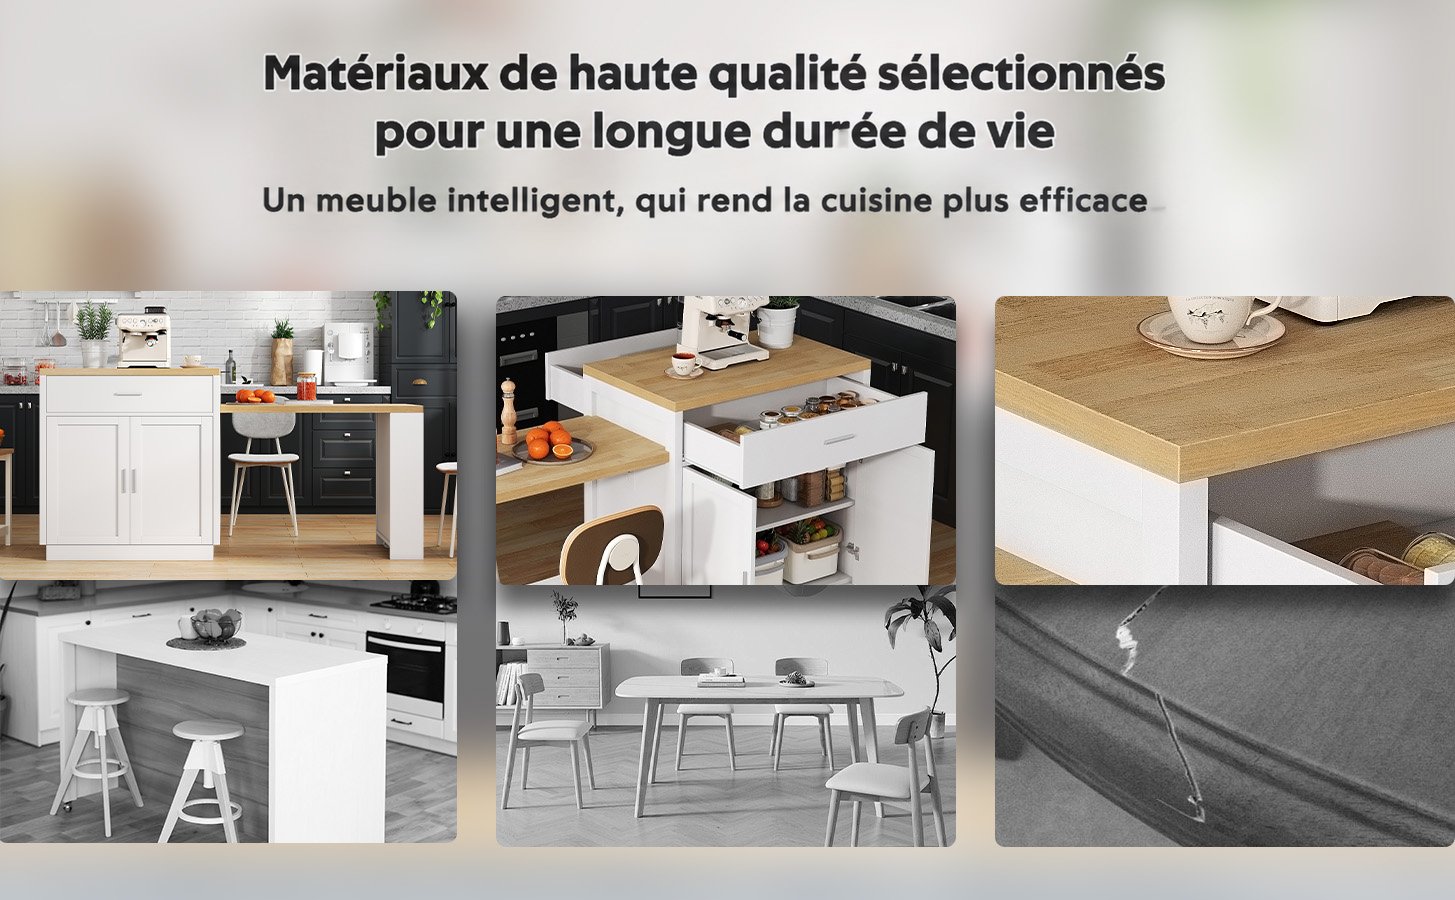 Matériaux de haute qualité sélectionnés
pour une longue durée de vie
Un meuble intelligent, qui rend la cuisine plus efficace